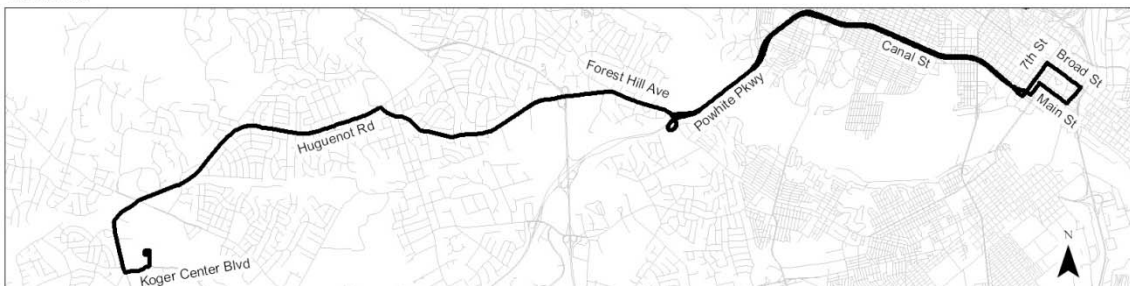 Canal St
7th St
Broad St
Main St
Forest Hill Ave
Powhite Pkwy
Huguenot Rd
Koger Center Blvd
N